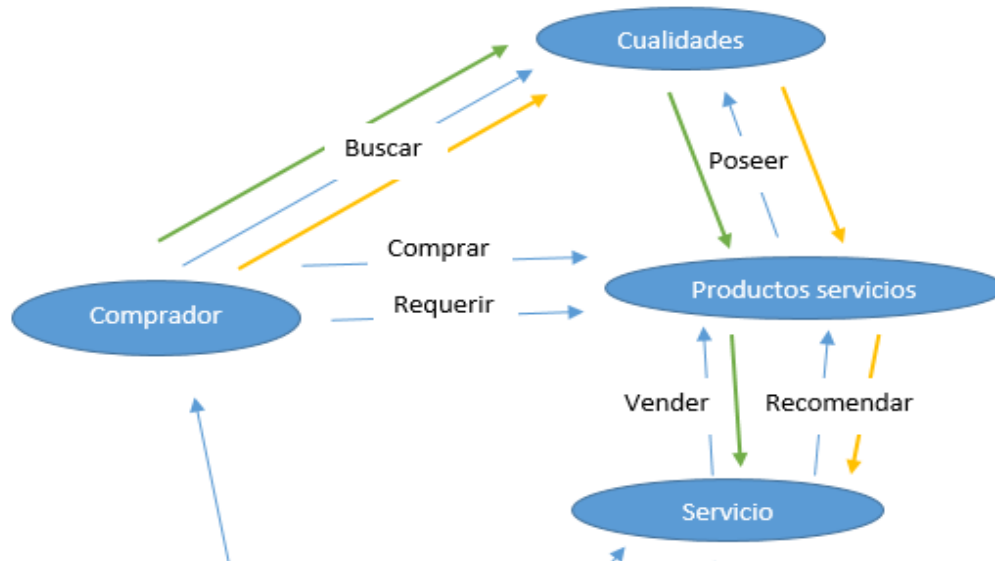 Cualidades
Buscar
Poseer
Comprar
Productos servicios
Requerir
Comprador
Vender
Recomendar
Servicio